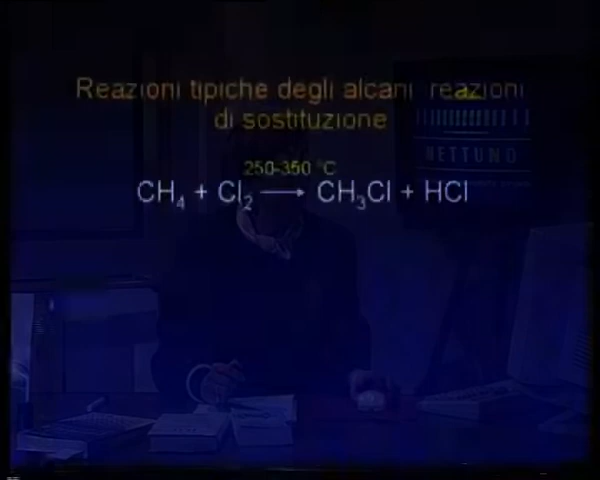 Reazioni tipiche degli alcani reazioni
di sostituzione
NETTUNO
250-350 °C
CH₄ + Cl₂ ⟶ CH₃Cl + HCl